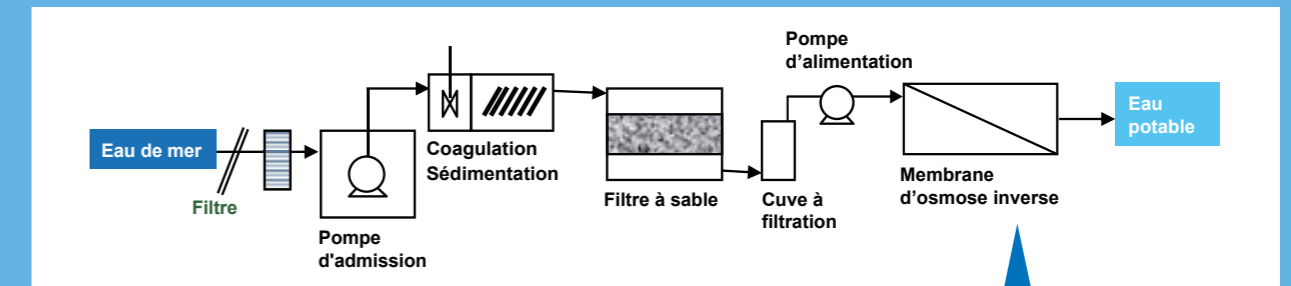 Eau de mer
Filtre
Pompe
d'admission
Coagulation
Sédimentation
Filtre à sable
Cuve à
filtration
Pompe
d’alimentation
Membrane
d’osmose inverse
Eau
potable